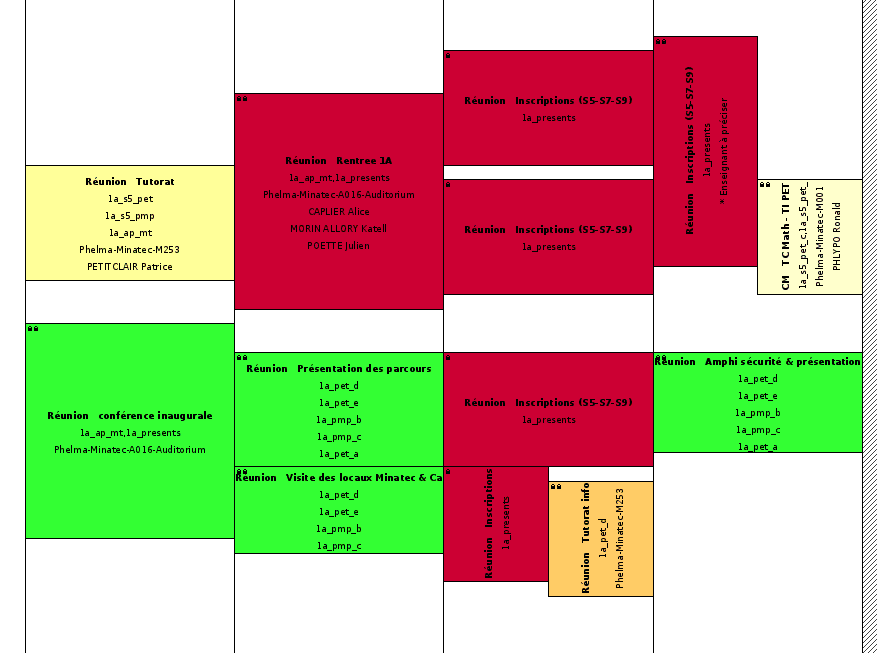 Réunion   Tutorat
1a_s5_pet
1a_s5_pmp
1a_ap_mt
Phelma-Minatec-M253
PETITCLAIR Patrice
Réunion   conférence inaugurale
1a_ap_mt,1a_presents
Phelma-Minatec-A016-Auditorium
Réunion   Rentree 1A
1a_ap_mt,1a_presents
Phelma-Minatec-A016-Auditorium
CAPLIER Alice
MORIN ALLORY Katell
POETTE Julien
Réunion   Présentation des parcours
1a_pet_d
1a_pet_e
1a_pmp_b
1a_pmp_c
1a_pet_a
Réunion   Visite des locaux Minatec & Ca
1a_pet_d
1a_pet_e
1a_pmp_b
1a_pmp_c
Réunion   Inscriptions (S5-S7-S9)
1a_presents
Réunion   Inscriptions (S5-S7-S9)
1a_presents
Réunion   Inscriptions (S5-S7-S9)
1a_presents
Réunion   Inscriptions
1a_presents
Réunion   Tutorat info
1a_pet_d
Phelma-Minatec-M253
Réunion   Inscriptions (S5-S7-S9)
1a_presents
* Enseignant à préciser
CM   TC Math - TI PET
1a_s5_pet_c,1a_s5_pet_
Phelma-Minatec-M001
PHLYPO Ronald
Réunion   Amphi sécurité & présentation
1a_pet_d
1a_pet_e
1a_pmp_b
1a_pmp_c
1a_pet_a